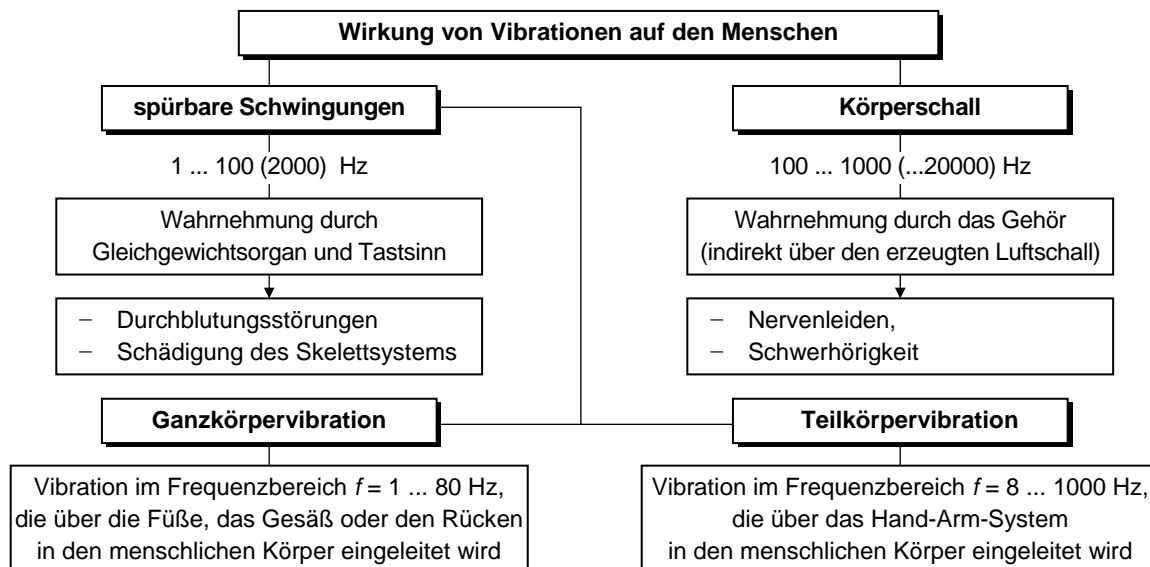 Wirkung von Vibrationen auf den Menschen
spürbare Schwingungen
1 ... 100 (2000) Hz
Wahrnehmung durch
Gleichgewichtsorgan und Tastsinn
– Durchblutungsstörungen
– Schädigung des Skelettsystems
Körperschall
100 ... 1000 (...20000) Hz
Wahrnehmung durch das Gehör
(indirekt über den erzeugten Luftschall)
– Nervenleiden,
– Schwerhörigkeit
Ganzkörpervibration
Vibration im Frequenzbereich f = 1 ... 80 Hz,
die über die Füße, das Gesäß oder den Rücken
in den menschlichen Körper eingeleitet wird
Teilkörpervibration
Vibration im Frequenzbereich f = 8 ... 1000 Hz,
die über das Hand-Arm-System
in den menschlichen Körper eingeleitet wird